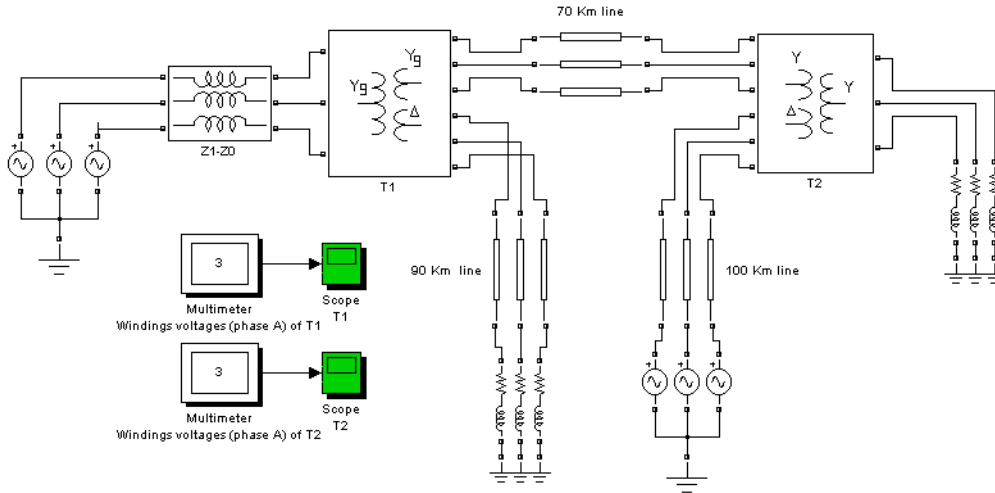 70 Km line
Yg
Yg
Δ
Z1-Z0
T1
Y
Δ
Y
T2
+
+
+
90 Km line
100 Km line
3
Multimeter
Windings voltages (phase A) of T1
Scope
T1
3
Multimeter
Windings voltages (phase A) of T2
Scope
T2
+
+
+